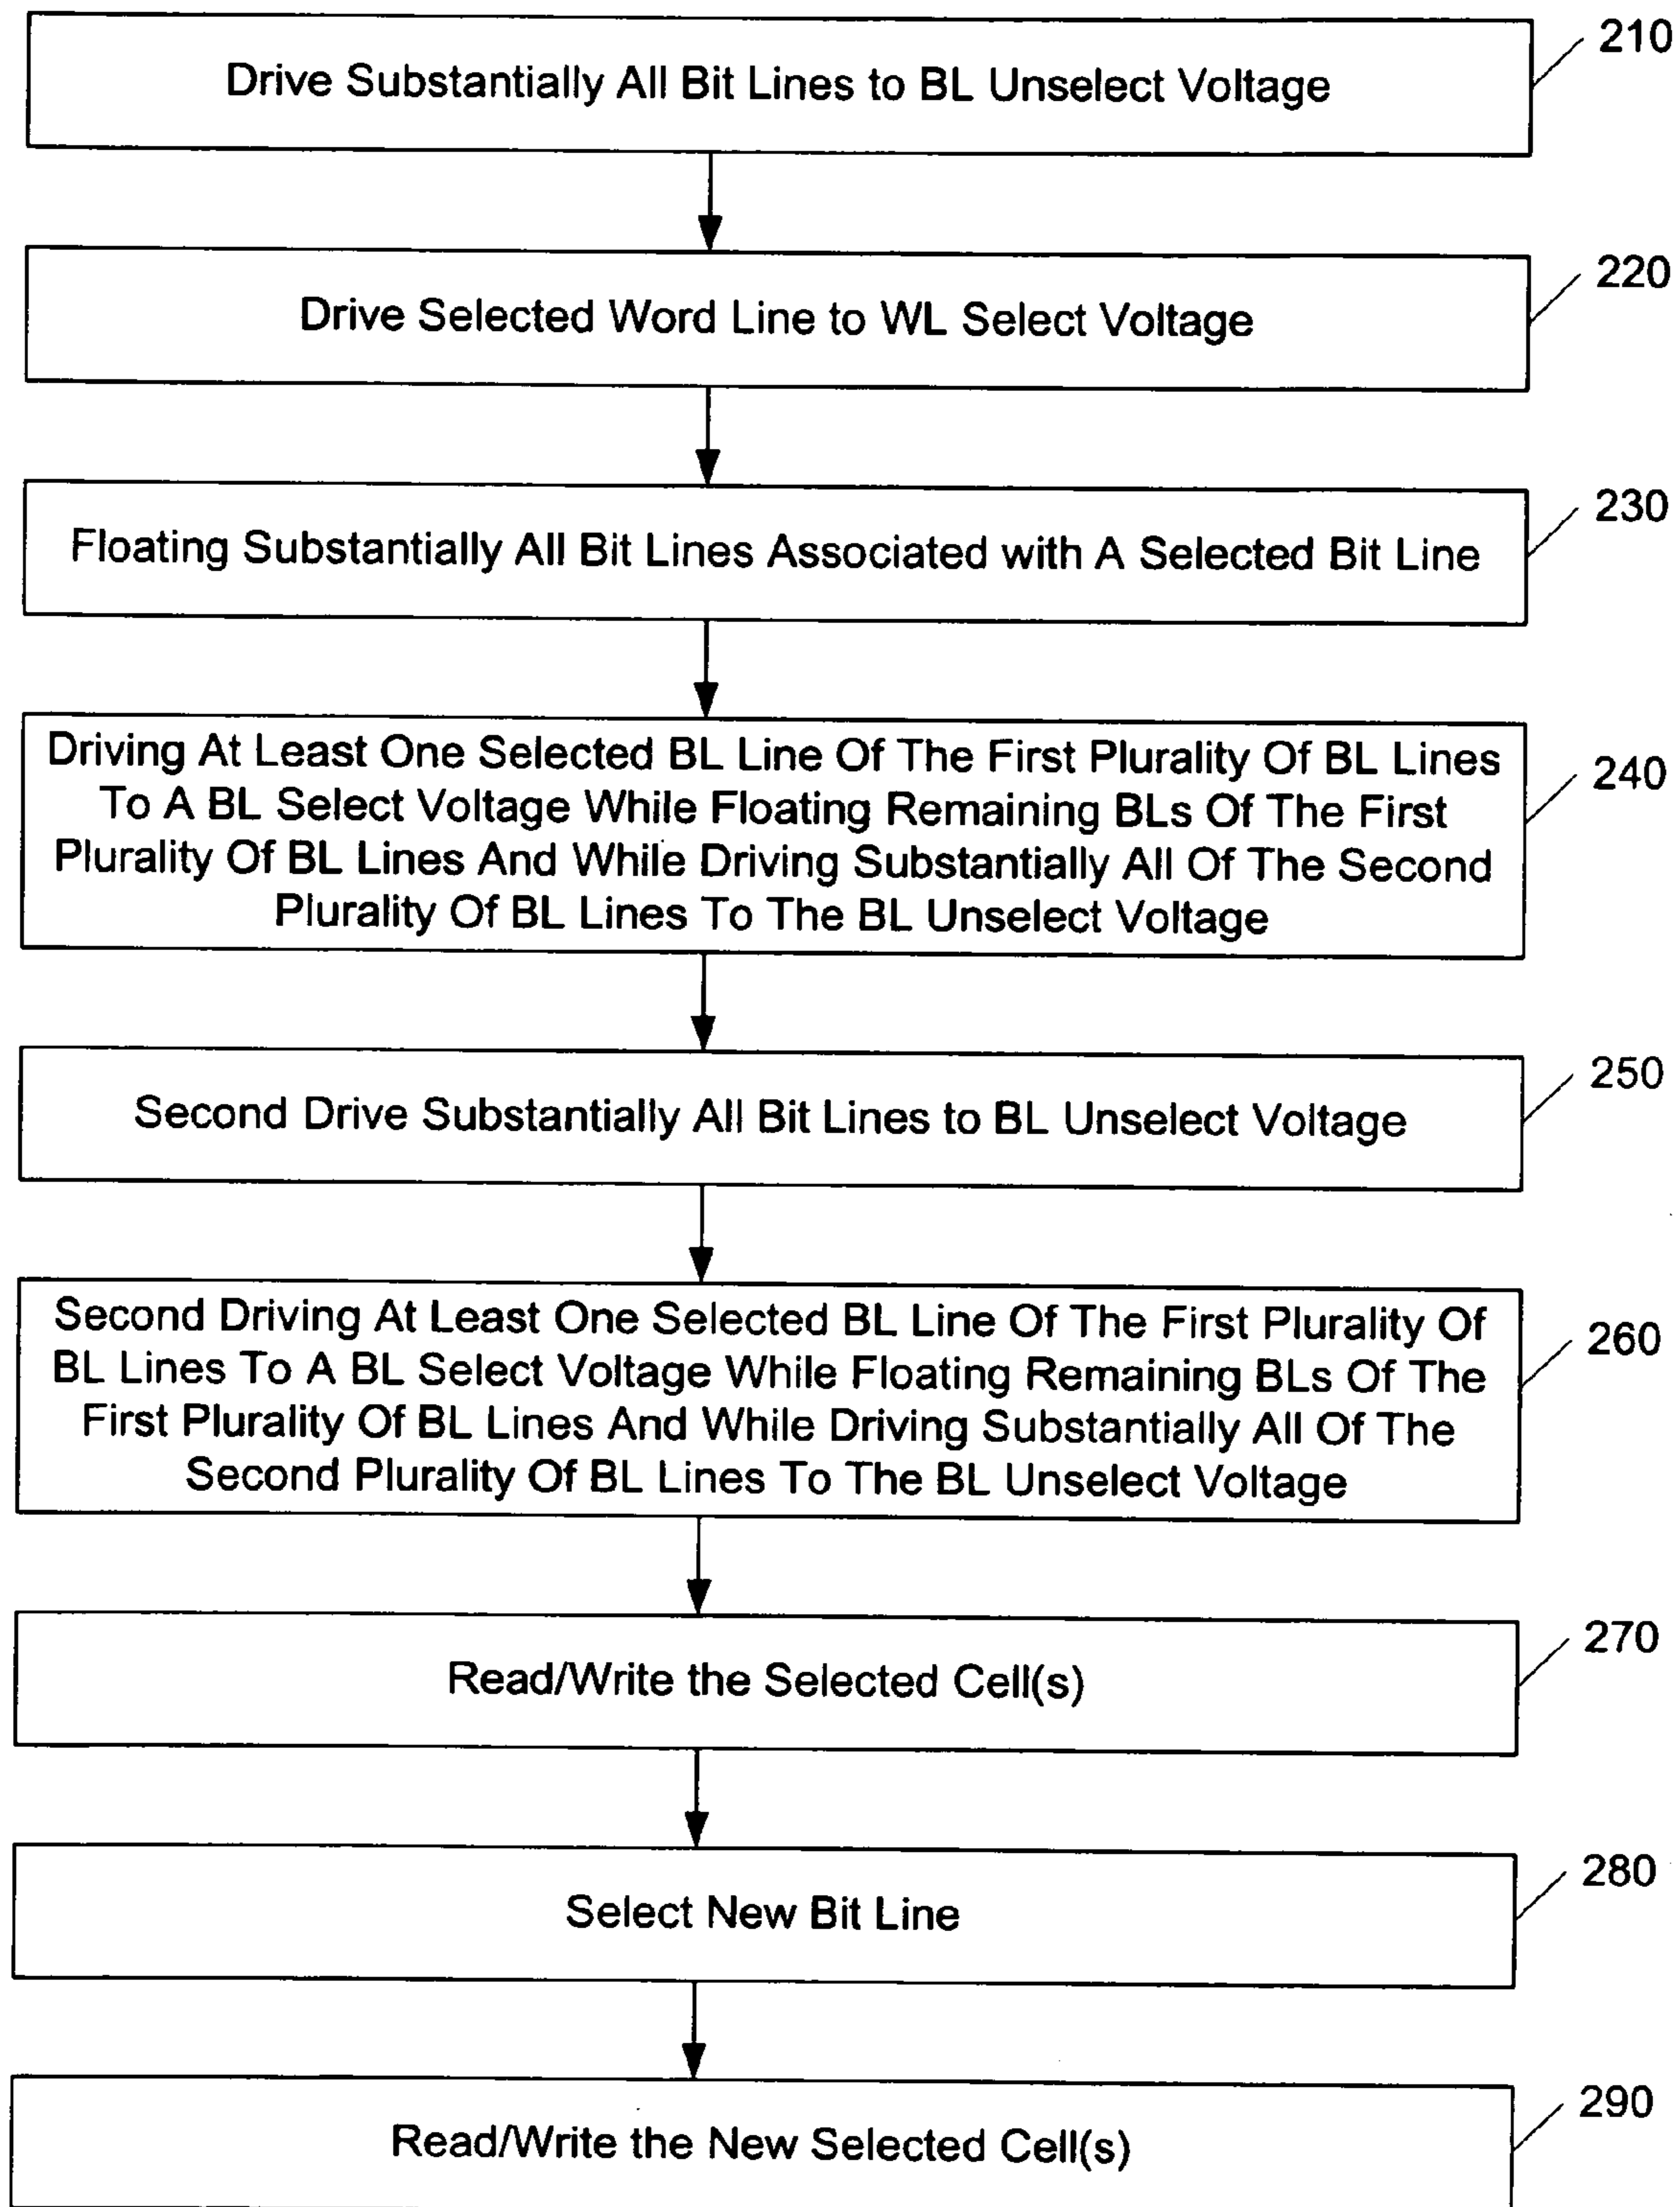 210
Drive Substantially All Bit Lines to BL Unselect Voltage
220
Drive Selected Word Line to WL Select Voltage
230
Floating Substantially All Bit Lines Associated with A Selected Bit Line
Driving At Least One Selected BL Line Of The First Plurality Of BL Lines
240
To A BL Select Voltage While Floating Remaining BLs Of The First
Plurality Of BL Lines And While Driving Substantially All Of The Second
Plurality Of BL Lines To The BL Unselect Voltage
250
Second Drive Substantially All Bit Lines to BL Unselect Voltage
Second Driving At Least One Selected BL Line Of The First Plurality Of
260
BL Lines To A BL Select Voltage While Floating Remaining BLs Of The
First Plurality Of BL Lines And While Driving Substantially All Of The
Second Plurality Of BL Lines To The BL Unselect Voltage
270
Read/Write the Selected Cell(s)
280
Select New Bit Line
290
Read/Write the New Selected Cell(s)